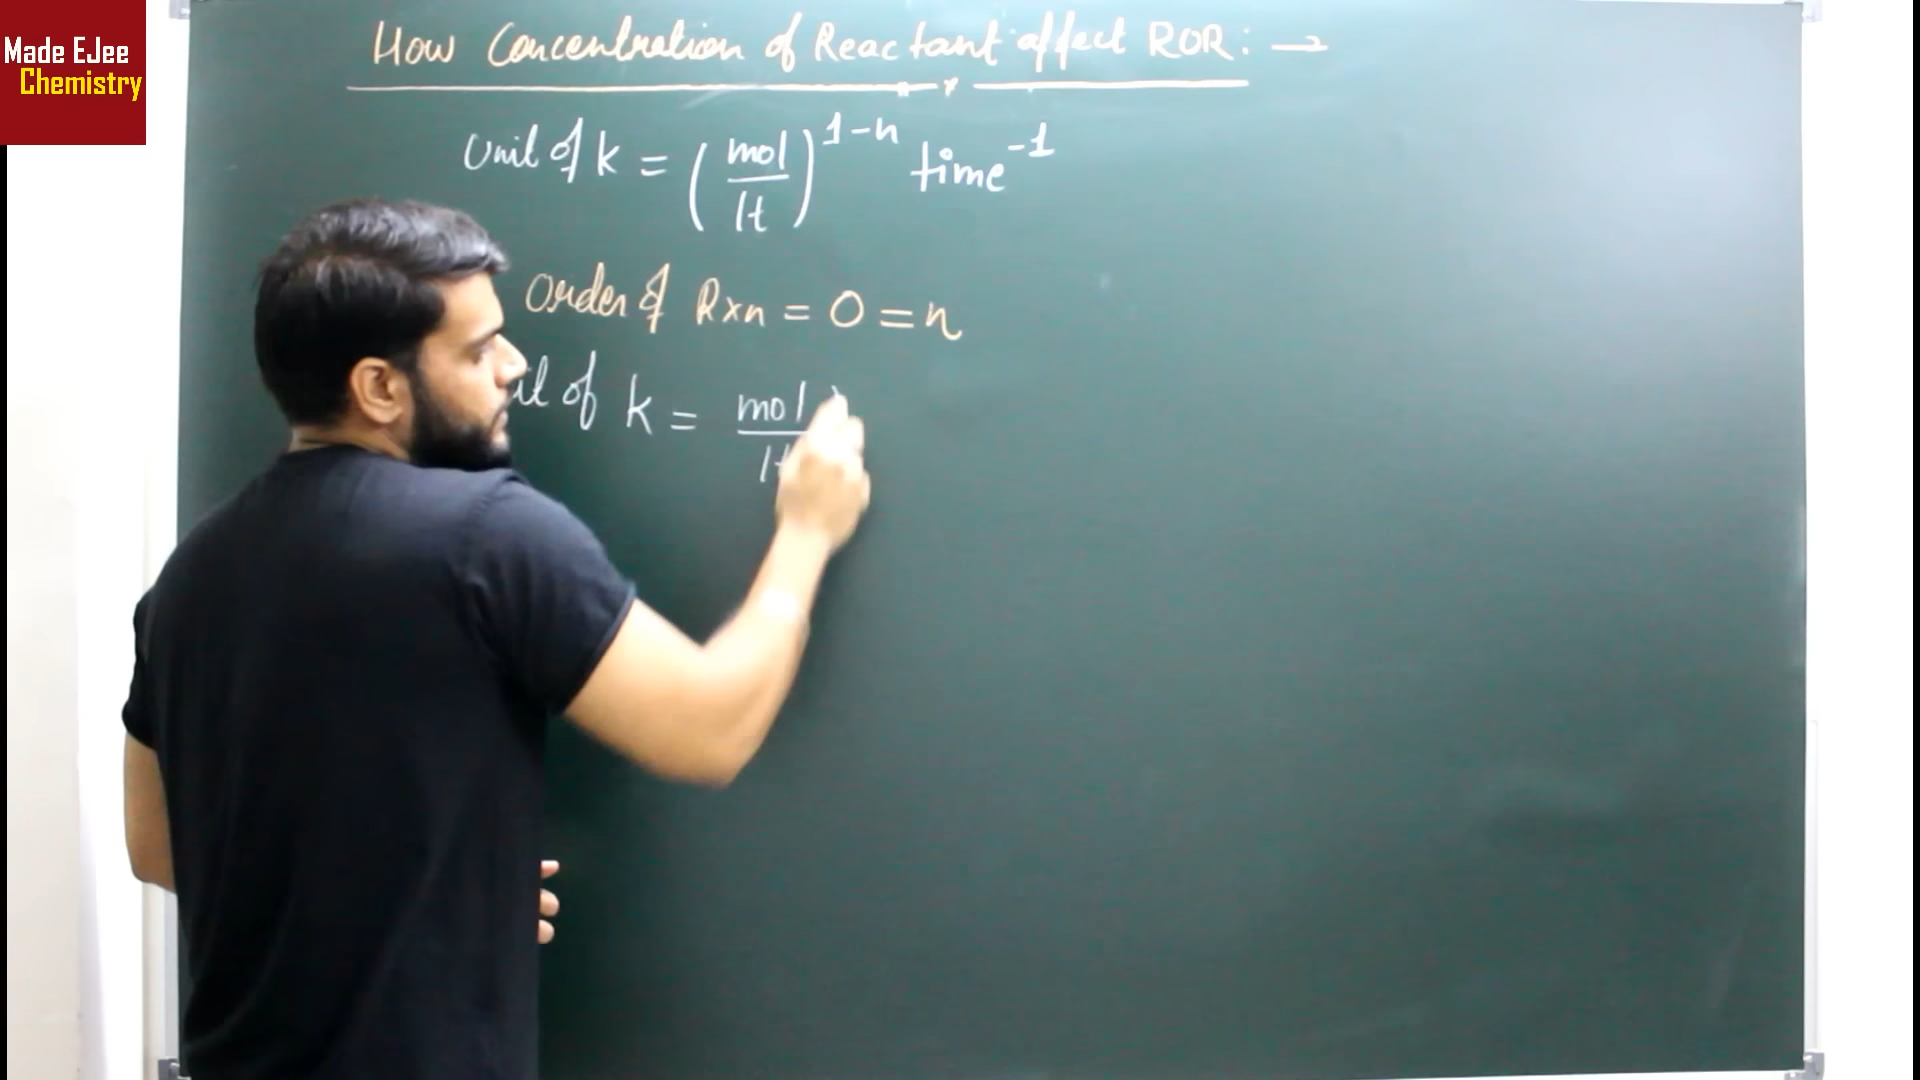 Made EJee
Chemistry
How Concentration of Reactant affect ROR: →
Unit of k = (mol/lt)^1-n time^-1
Order of Rxn = 0 = n
of k = mol/lt